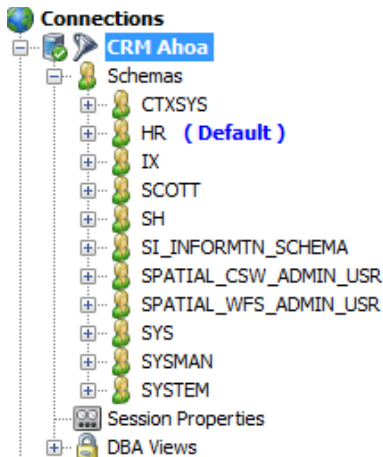 Connections
CRM Ahoa
Schemas
CTXSYS
HR ( Default )
IX
SCOTT
SH
SI_INFORMTN_SCHEMA
SPATIAL_CSW_ADMIN_USR
SPATIAL_WFS_ADMIN_USR
SYS
SYSMAN
SYSTEM
Session Properties
DBA Views